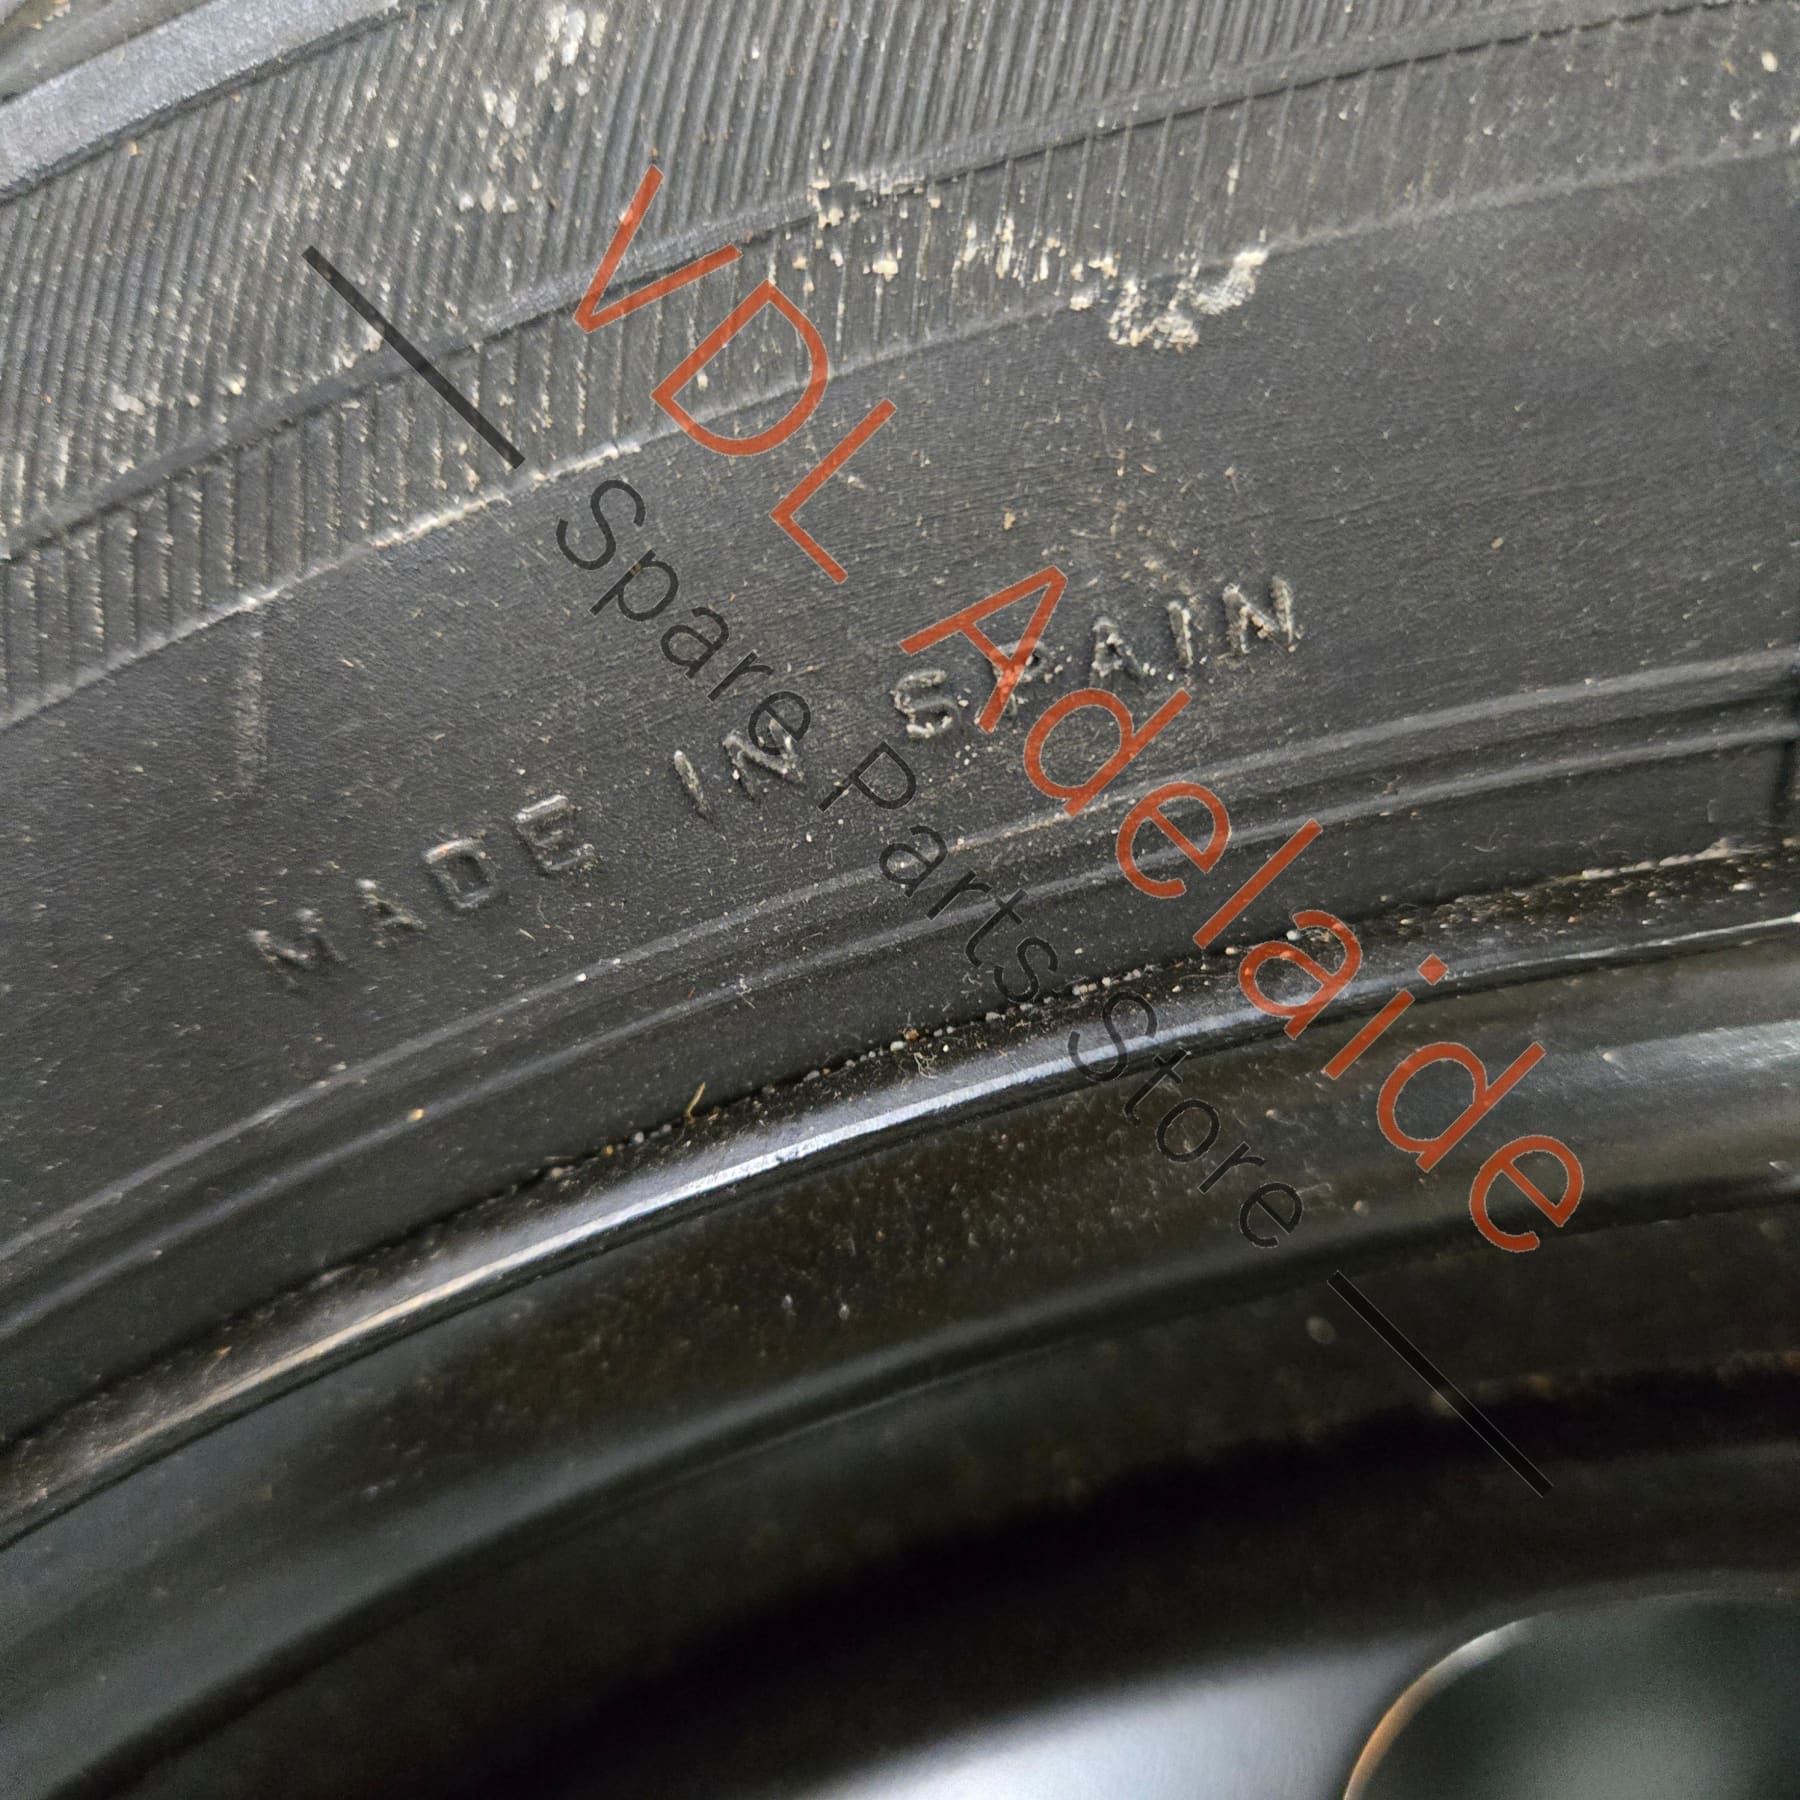 VDL Adelaide
Spare Parts Store
MADE IN SPAIN